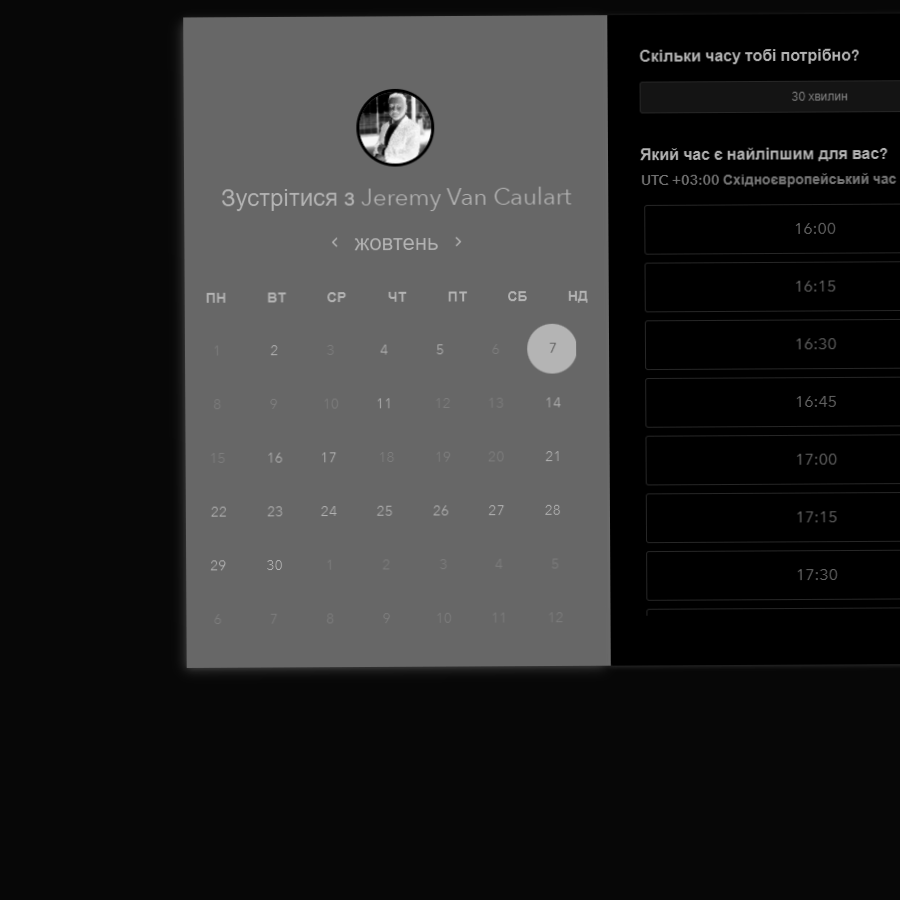 Зустрітися з Jeremy Van Caulart
‹ жовтень ›
ПН ВТ СР ЧТ ПТ СБ НД
1 2 3 4 5 6 7
8 9 10 11 12 13 14
15 16 17 18 19 20 21
22 23 24 25 26 27 28
29 30 1 2 3 4 5
6 7 8 9 10 11 12
Скільки часу тобі потрібно?
30 хвилин
Який час є найліпшим для вас?
UTC +03:00 Східноєвропейський час
16:00
16:15
16:30
16:45
17:00
17:15
17:30